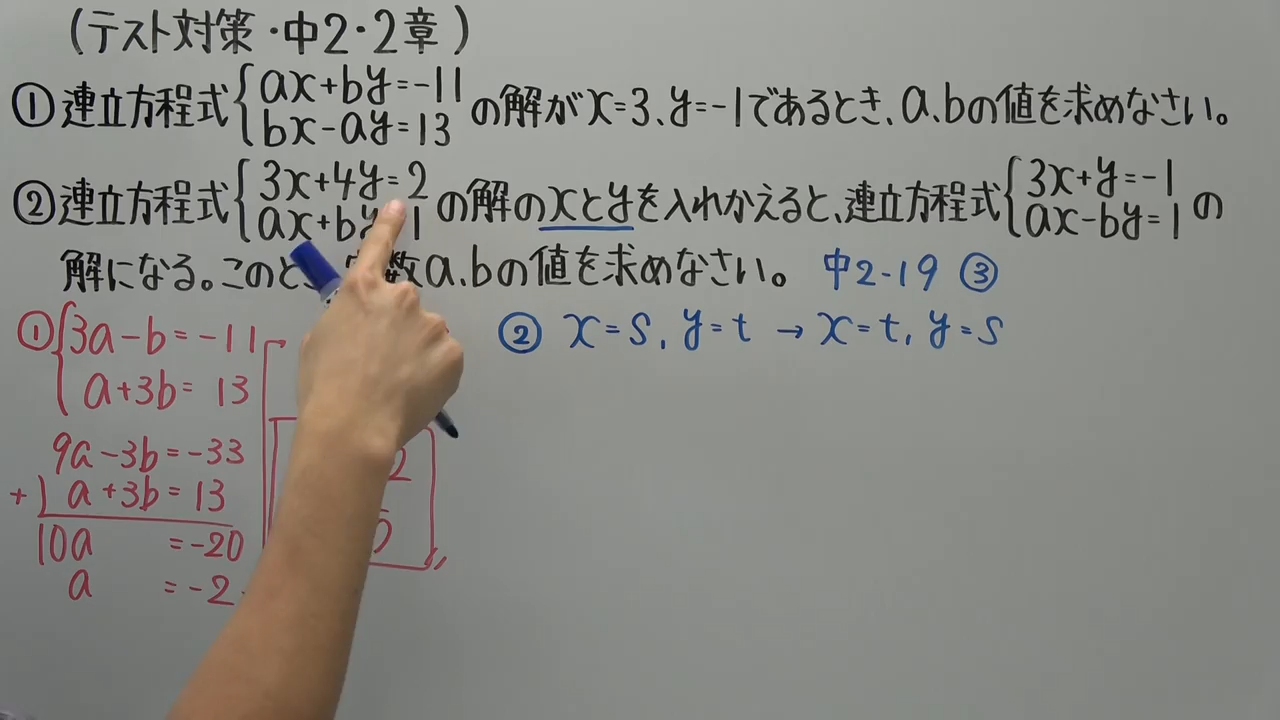 (テスト対策・中2・2章)
①連立方程式{ax+by=-11
bx-ay=13 の解がx=3、y=-1であるとき、a.bの値を求めなさい。
②連立方程式{3x+4y=2
ax+by 1 の解のxとyを入れかえると、連立方程式{3x+y=-1
ax-by=1 の
解になる。このと 数a.bの値を求めなさい。 中2-19 ③
①{3a-b=-11
a+3b=13
9a-3b=-33
+) a+3b=13
10a =-20
a =-2
② x=s, y=t → x=t, y=s